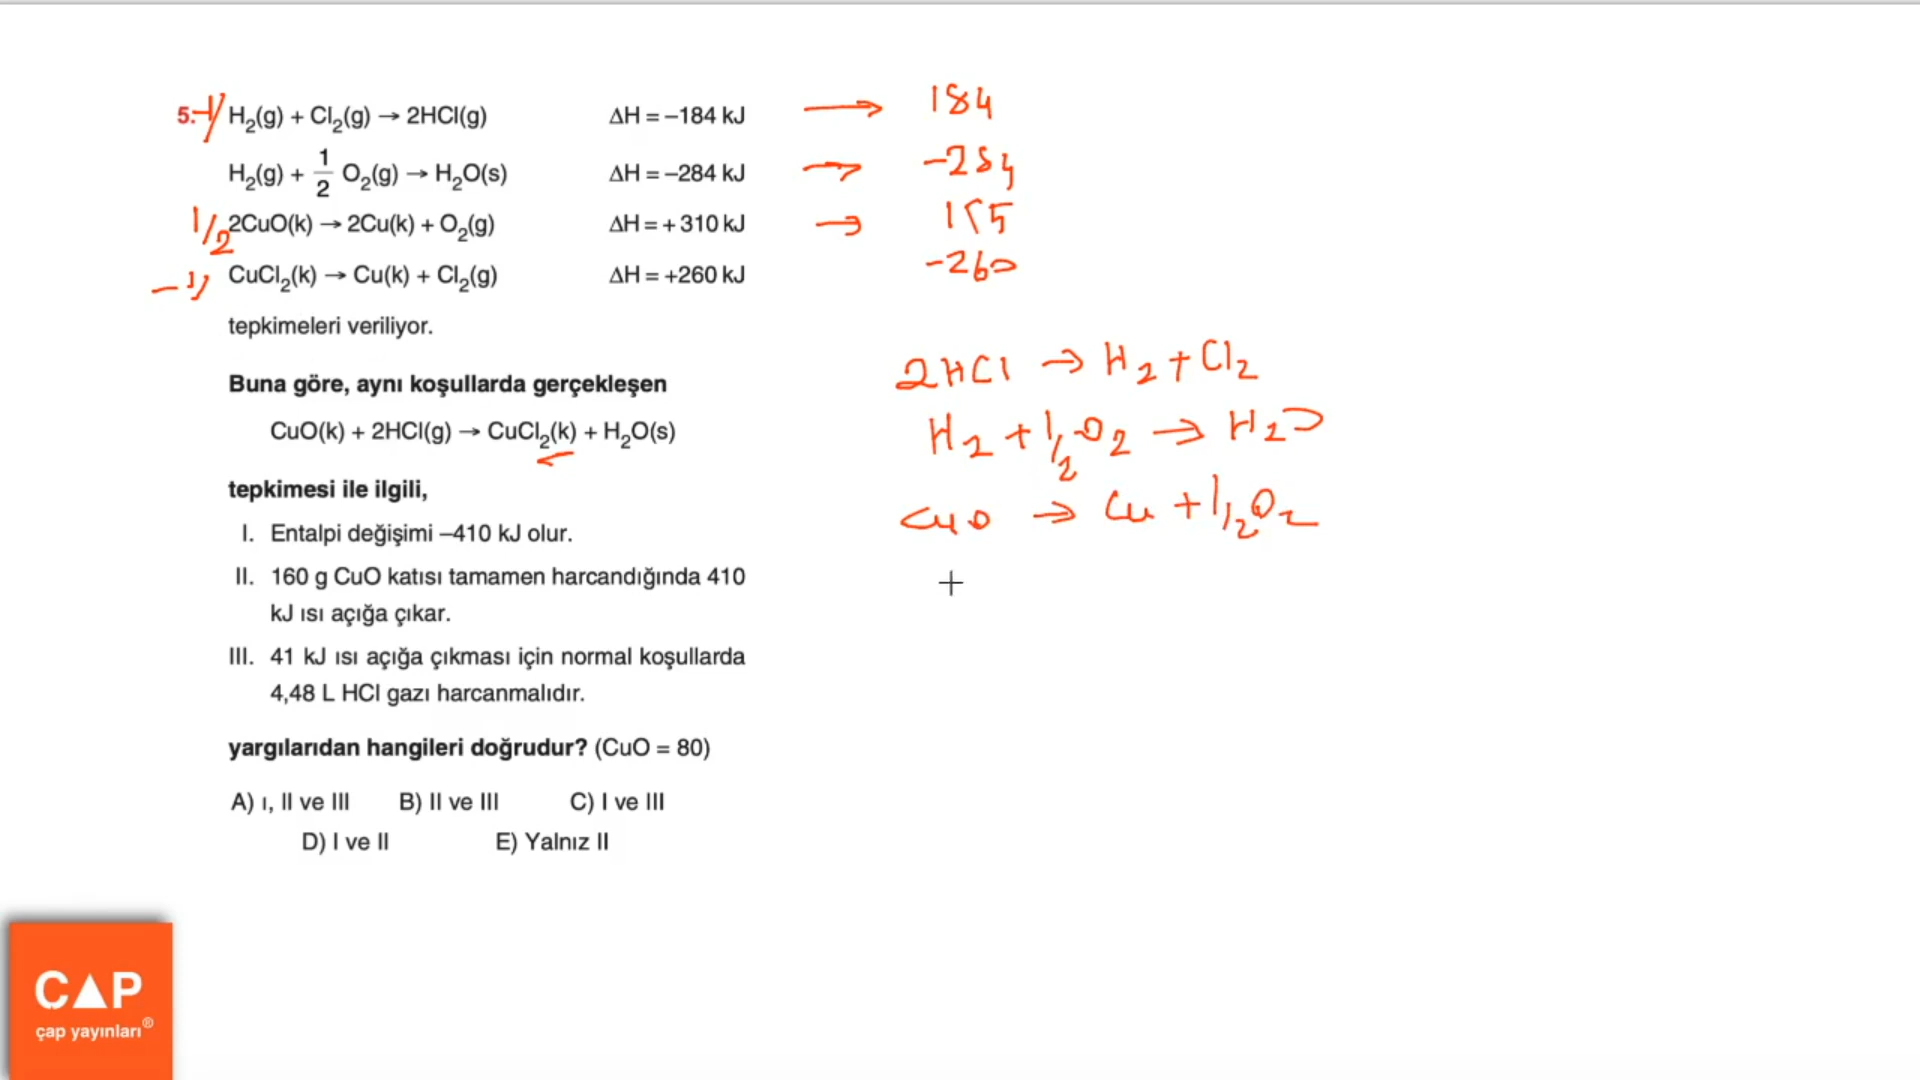 5. -1/ H₂(g) + Cl₂(g) → 2HCl(g) ΔH = –184 kJ → 184
H₂(g) + 1/2 O₂(g) → H₂O(s) ΔH = –284 kJ → -284
1/2 2CuO(k) → 2Cu(k) + O₂(g) ΔH = + 310 kJ → 155
-1/ CuCl₂(k) → Cu(k) + Cl₂(g) ΔH = +260 kJ -260
tepkimeleri veriliyor.
Buna göre, aynı koşullarda gerçekleşen
CuO(k) + 2HCl(g) → CuCl₂(k) + H₂O(s)
tepkimesi ile ilgili,
I. Entalpi değişimi –410 kJ olur.
II. 160 g CuO katısı tamamen harcandığında 410
kJ ısı açığa çıkar.
III. 41 kJ ısı açığa çıkması için normal koşullarda
4,48 L HCl gazı harcanmalıdır.
yargılarıdan hangileri doğrudur? (CuO = 80)
A) ı, II ve III B) II ve III C) I ve III
D) I ve II E) Yalnız II
2HCl → H₂ + Cl₂
H₂ + 1/2 O₂ → H₂O
CuO → Cu + 1/2 O₂
CAP
çap yayınları®